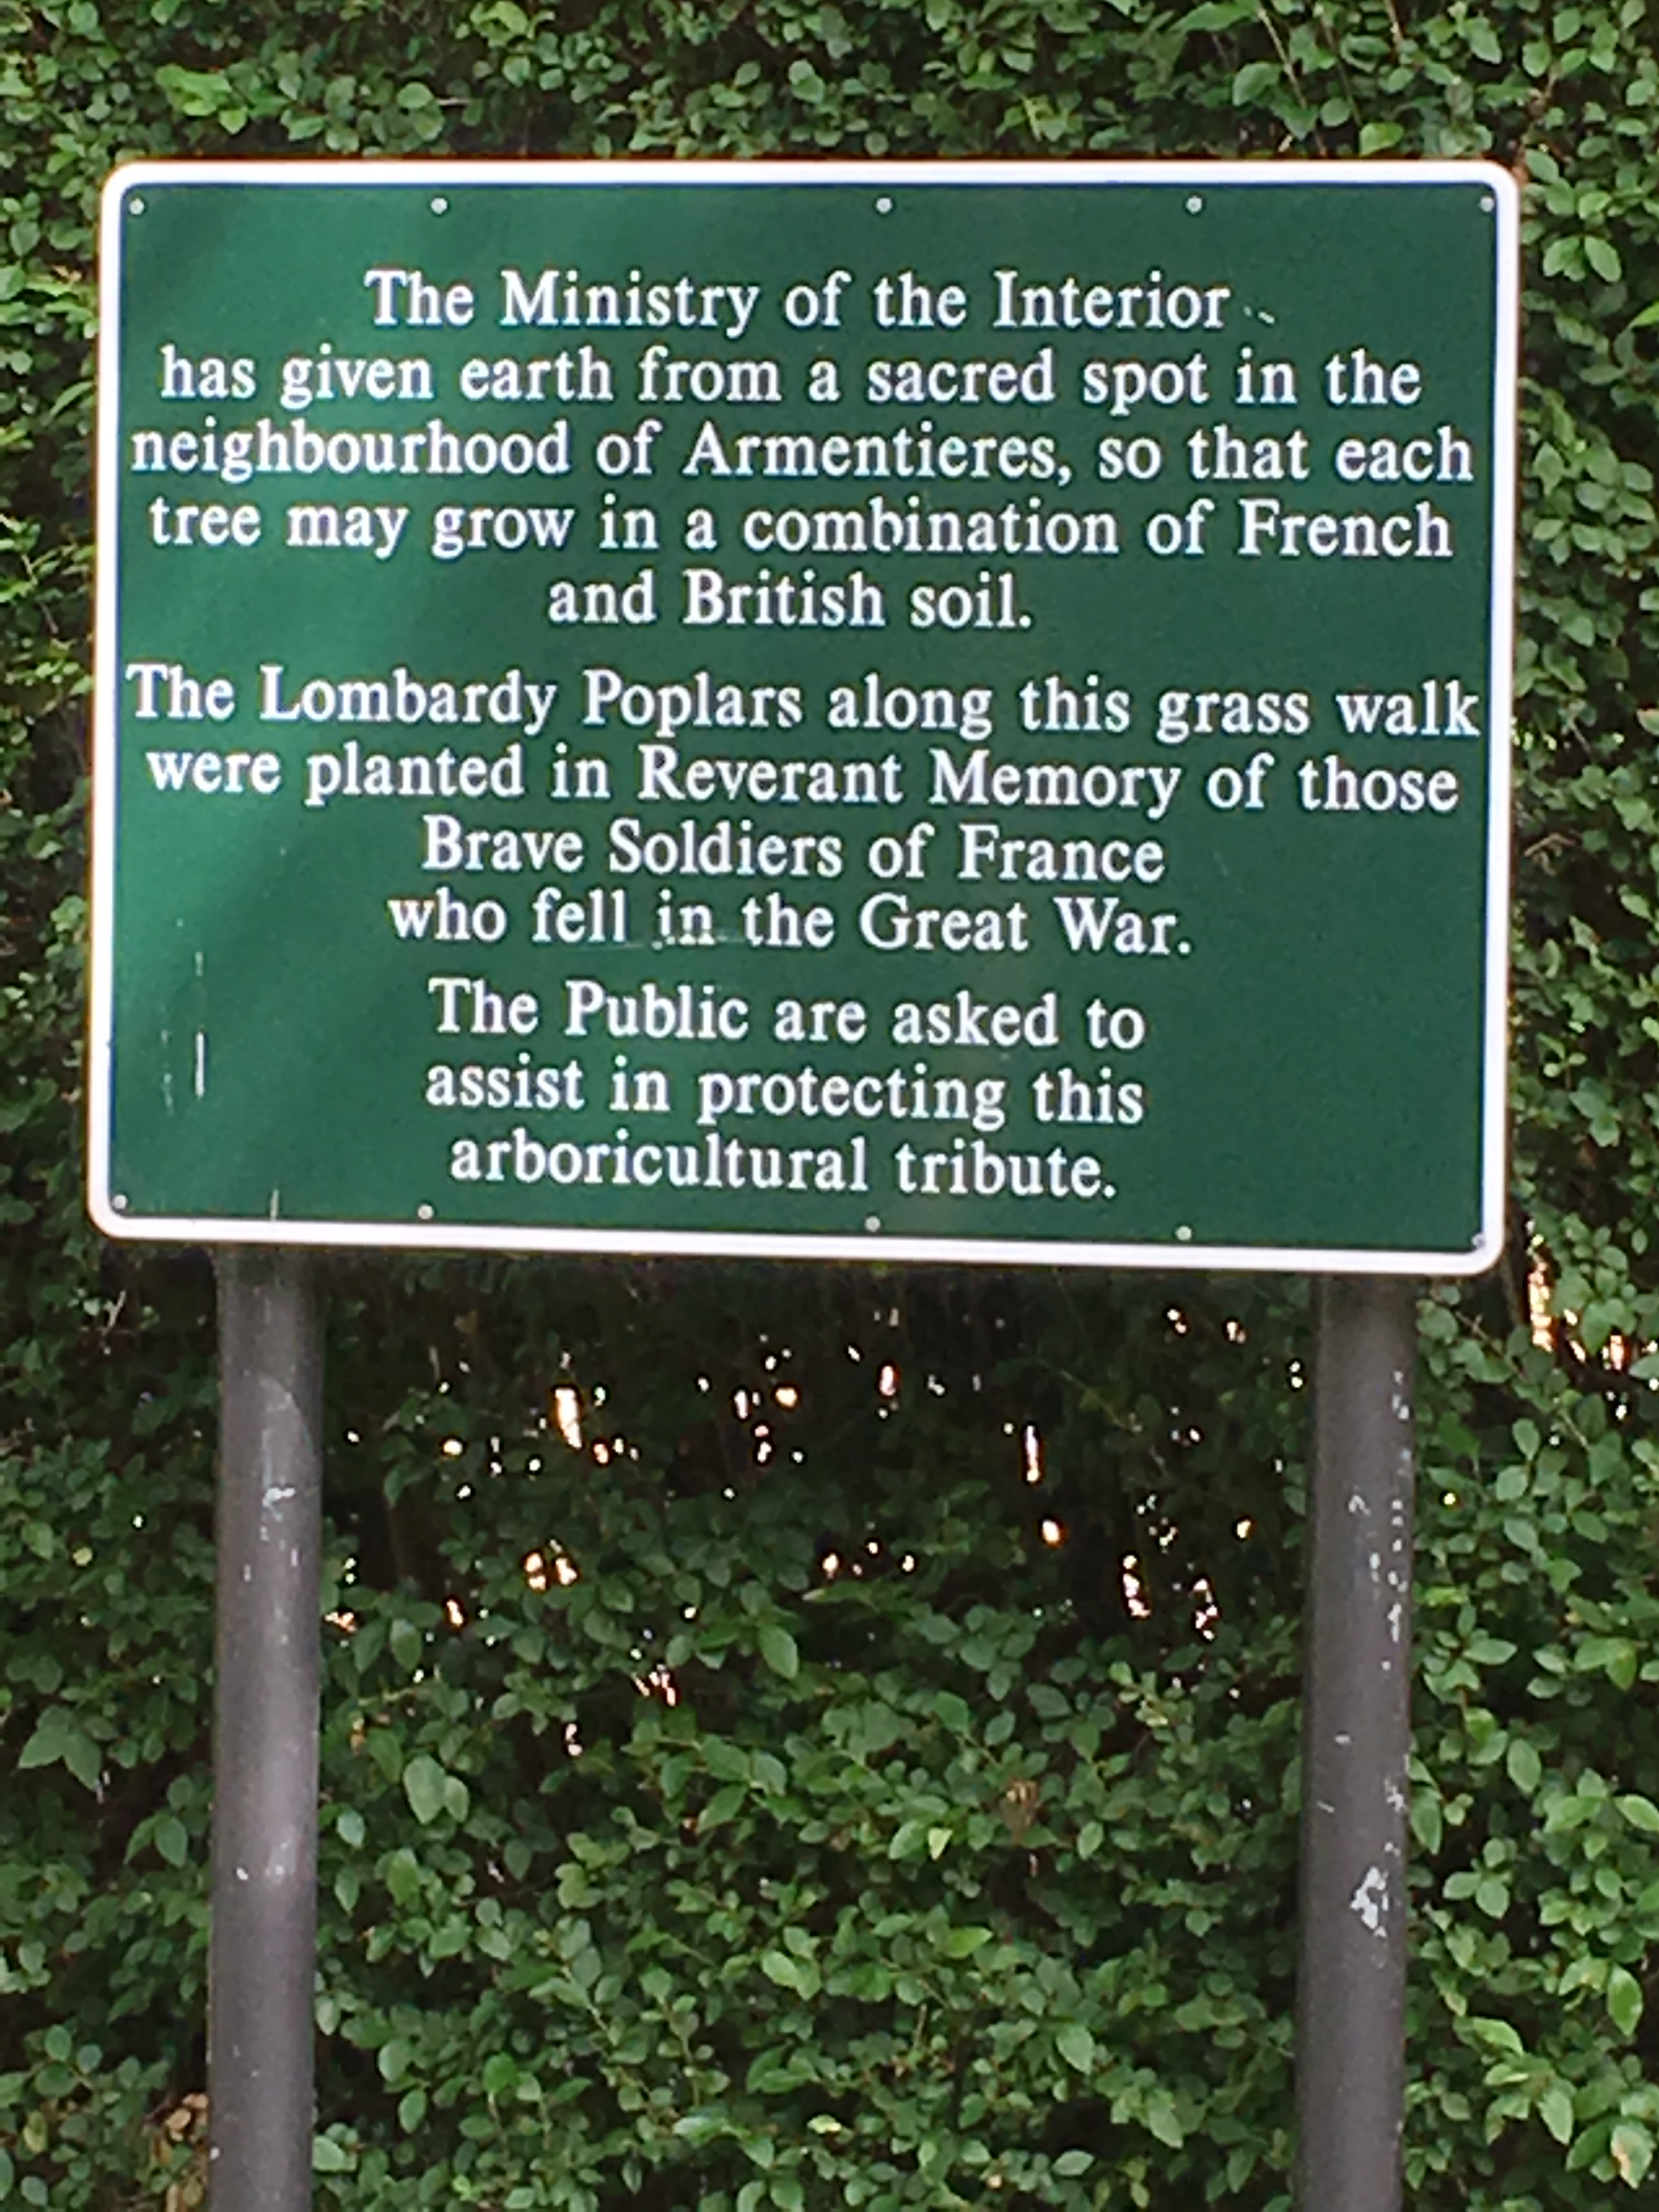 The Ministry of the Interior
has given earth from a sacred spot in the
neighbourhood of Armentieres, so that each
tree may grow in a combination of French
and British soil.
The Lombardy Poplars along this grass walk
were planted in Reverant Memory of those
Brave Soldiers of France
who fell in the Great War.
The Public are asked to
assist in protecting this
arboricultural tribute.